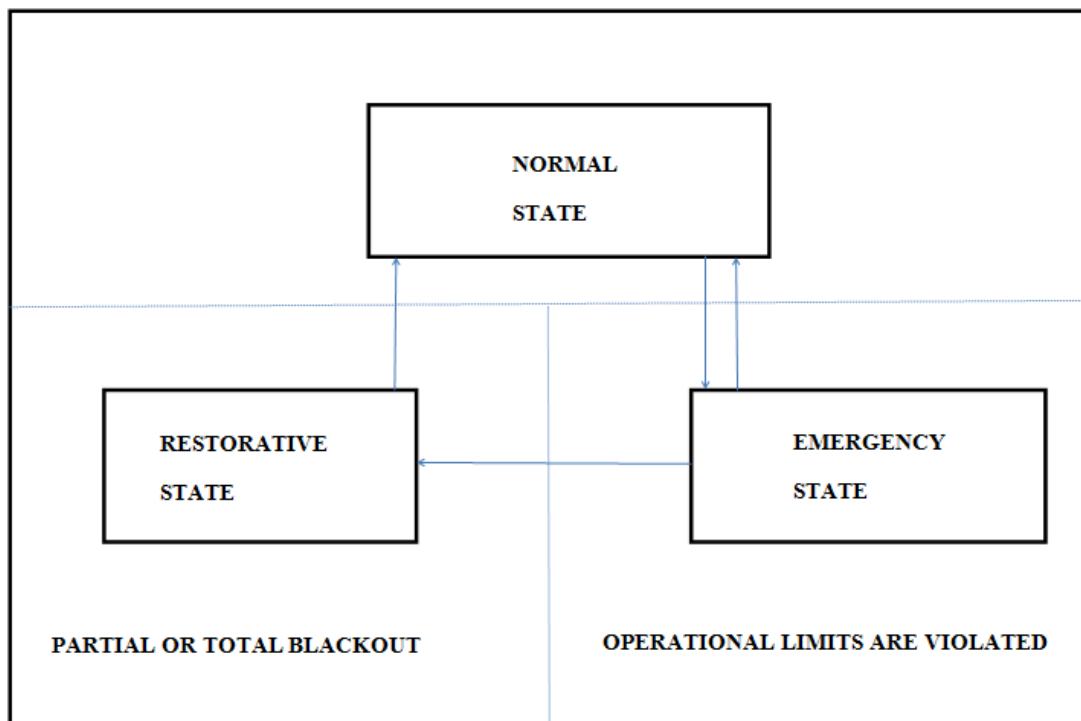 NORMAL
STATE
RESTORATIVE
STATE
EMERGENCY
STATE
PARTIAL OR TOTAL BLACKOUT
OPERATIONAL LIMITS ARE VIOLATED